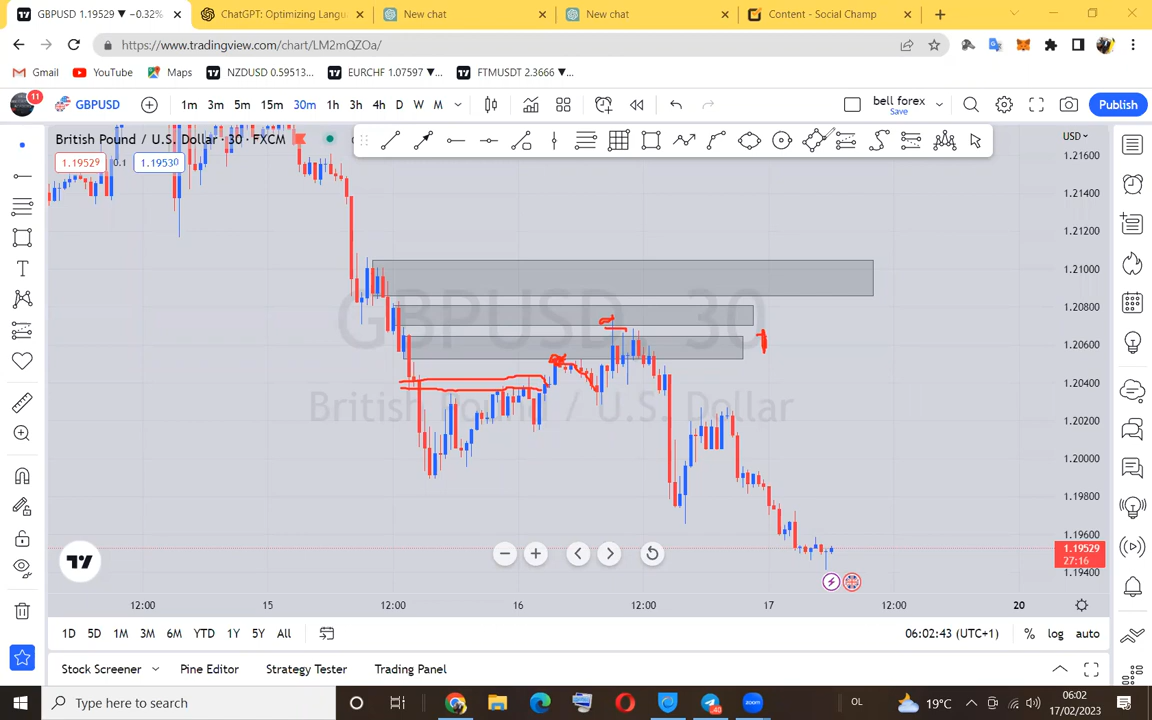 GBPUSD 1.19529 ▼ −0.32%
ChatGPT: Optimizing Langu
New chat
New chat
Content - Social Champ
https://www.tradingview.com/chart/LM2mQZOa/
Gmail
YouTube
Maps
NZDUSD 0.59513...
EURCHF 1.07597 ▼...
FTMUSDT 2.3666 ▼...
11
GBPUSD
1m
3m
5m
15m
30m
1h
3h
4h
D
W
M
bell forex
Save
Publish
British Pound / U.S. Dollar · 30 · FXCM
1.19529
0.1
1.19530
USD
1.21600
1.21400
1.21200
1.21000
1.20800
1.20600
1.20400
1.20200
1.20000
1.19800
1.19600
1.19529
27:16
1.19400
GBPUSD 30
British Pound / U.S. Dollar
12:00
15
12:00
16
12:00
17
12:00
20
1D
5D
1M
3M
6M
YTD
1Y
5Y
All
06:02:43 (UTC+1)
%
log
auto
Stock Screener
Pine Editor
Strategy Tester
Trading Panel
Type here to search
OL
19°C
06:02
17/02/2023